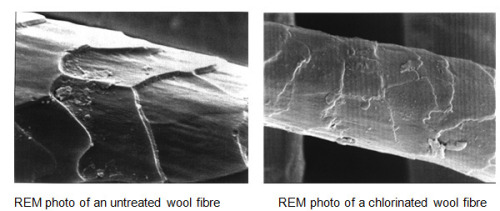 REM photo of an untreated wool fibre
REM photo of a chlorinated wool fibre